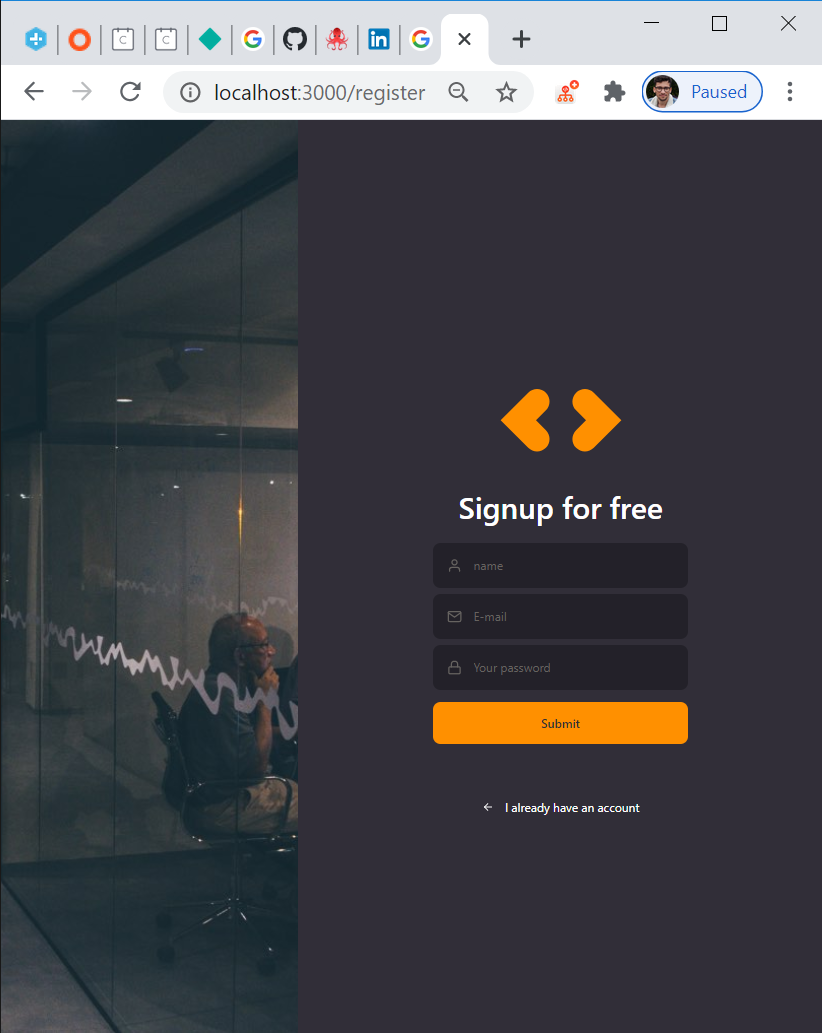 localhost:3000/register
Paused
Signup for free
name
E-mail
Your password
Submit
I already have an account